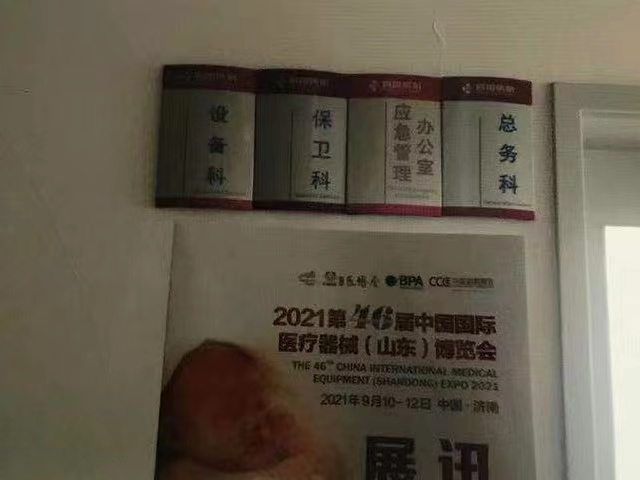 设备科
保卫科
应急管理
办公室
总务科
BPA
2021第46届中国国际
医疗器械（山东）博览会
THE 46TH CHINA INTERNATIONAL MEDICAL
EQUIPMENT (SHANDONG) EXPO 2021
2021年9月10-12日 中国·济南
展讯